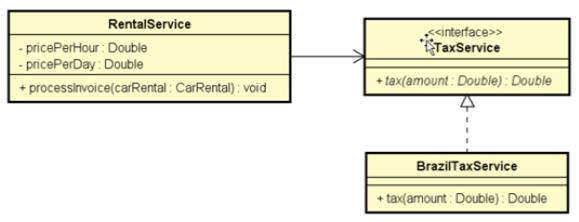 RentalService
- pricePerHour : Double
- pricePerDay : Double
+ processInvoice(carRental : CarRental) : void
<<interface>>
TaxService
+ tax(amount : Double) : Double
BrazilTaxService
+ tax(amount : Double) : Double